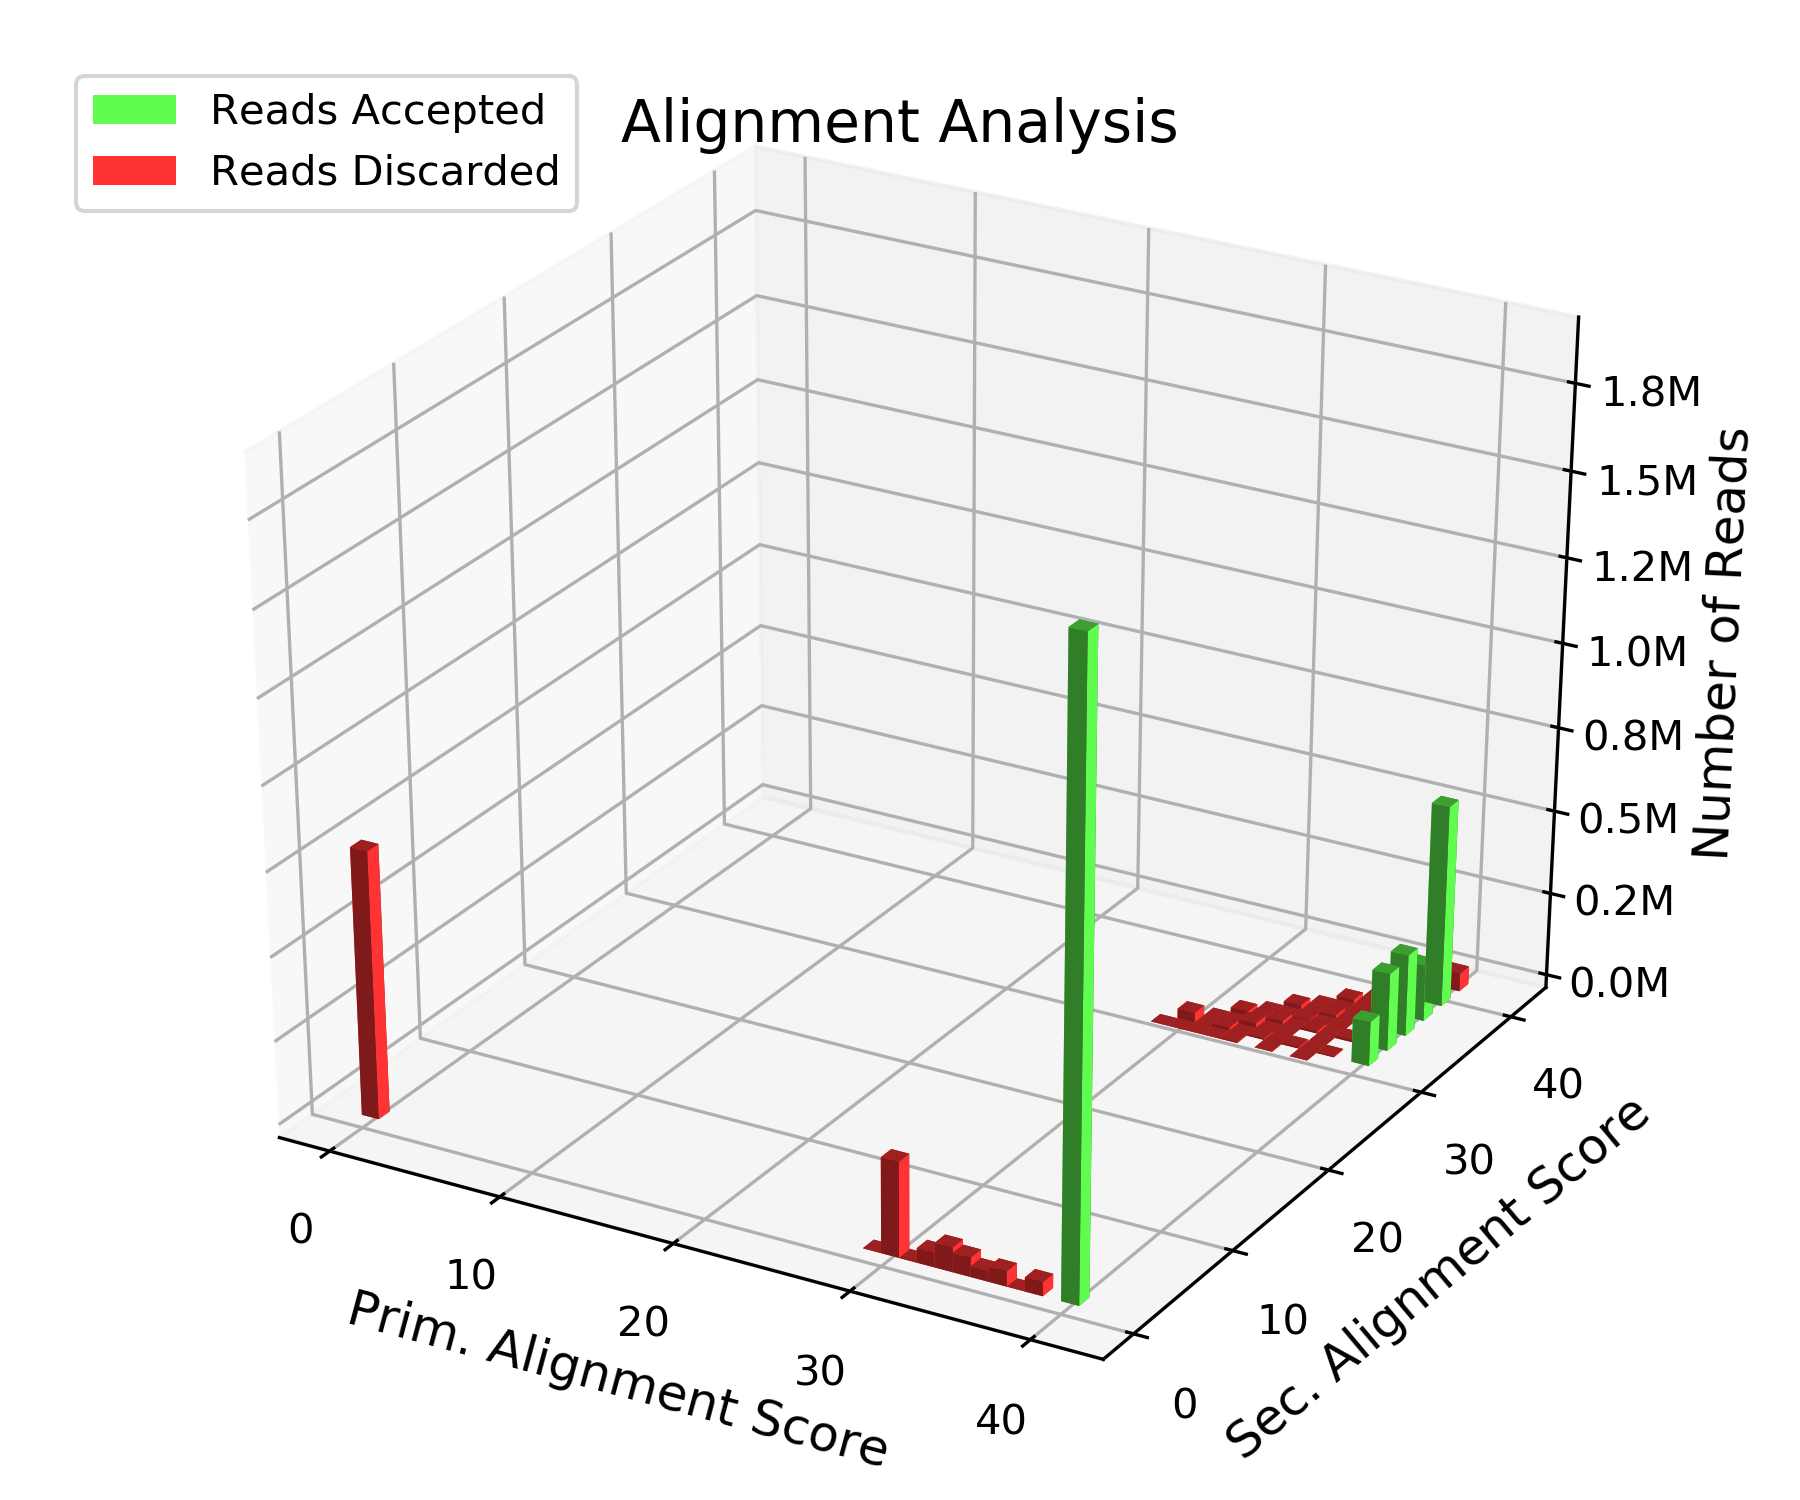 Reads Accepted
Reads Discarded
Alignment Analysis
1.8M
1.5M
1.2M
1.0M
0.8M
0.5M
0.2M
0.0M
Number of Reads
0
10
20
30
40
Prim. Alignment Score
0
10
20
30
40
Sec. Alignment Score